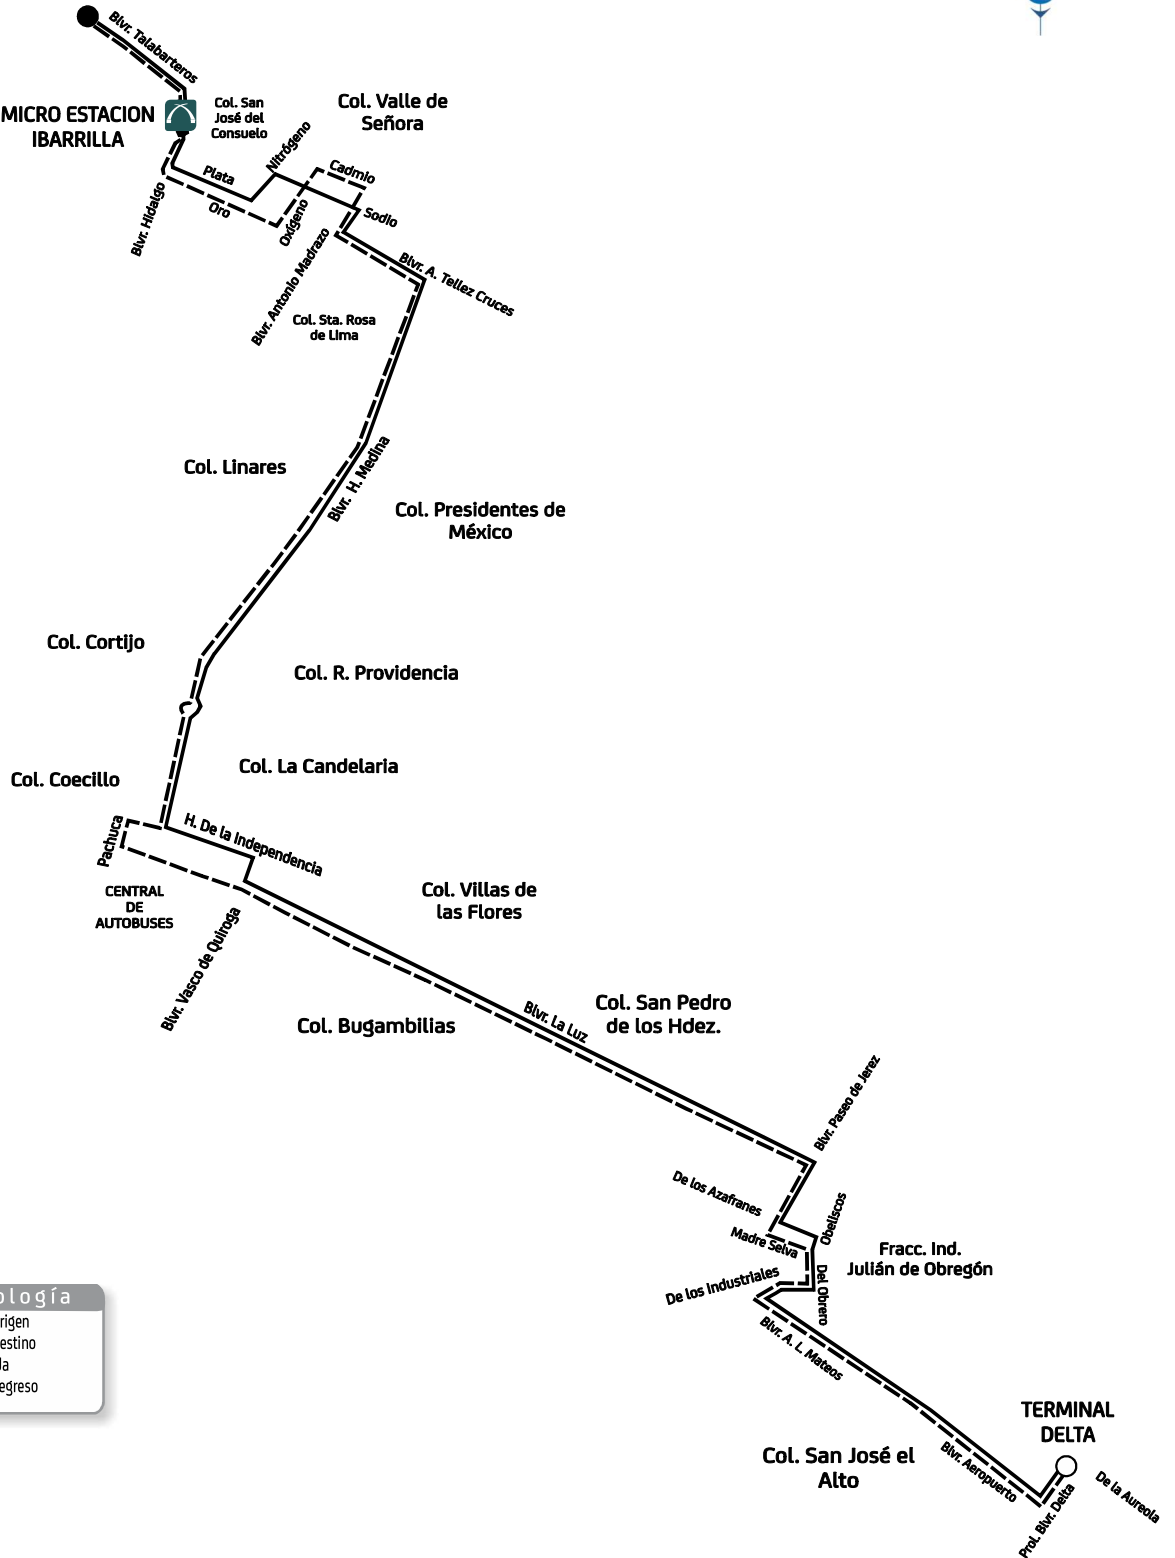 Blvr. Talabarteros
MICRO ESTACION
IBARRILLA
Col. San
José del
Consuelo
Col. Valle de
Señora
Nitrógeno
Plata
Cadmio
Oro
Oxígeno
Sodio
Blvr. Hidalgo
Blvr. Antonio Madrazo
Blvr. A. Tellez Cruces
Col. Sta. Rosa
de Lima
Col. Linares
Blvr. H. Medina
Col. Presidentes de
México
Col. Cortijo
Col. R. Providencia
Col. La Candelaria
Col. Coecillo
Pachuca
H. De la Independencia
CENTRAL
DE
AUTOBUSES
Col. Villas de
las Flores
Blvr. Vasco de Quiroga
Col. Bugambilias
Blvr. La Luz
Col. San Pedro
de los Hdez.
Blvr. Paseo de Jerez
De los Azafranes
Obeliscos
Madre Selva
Fracc. Ind.
Julián de Obregón
De los Industriales
Del Obrero
Blvr. A. L. Mateos
ología
rigen
estino
da
egreso
TERMINAL
DELTA
Col. San José el
Alto
Blvr. Aeropuerto
Prol. Blvr. Delta
De la Aureola